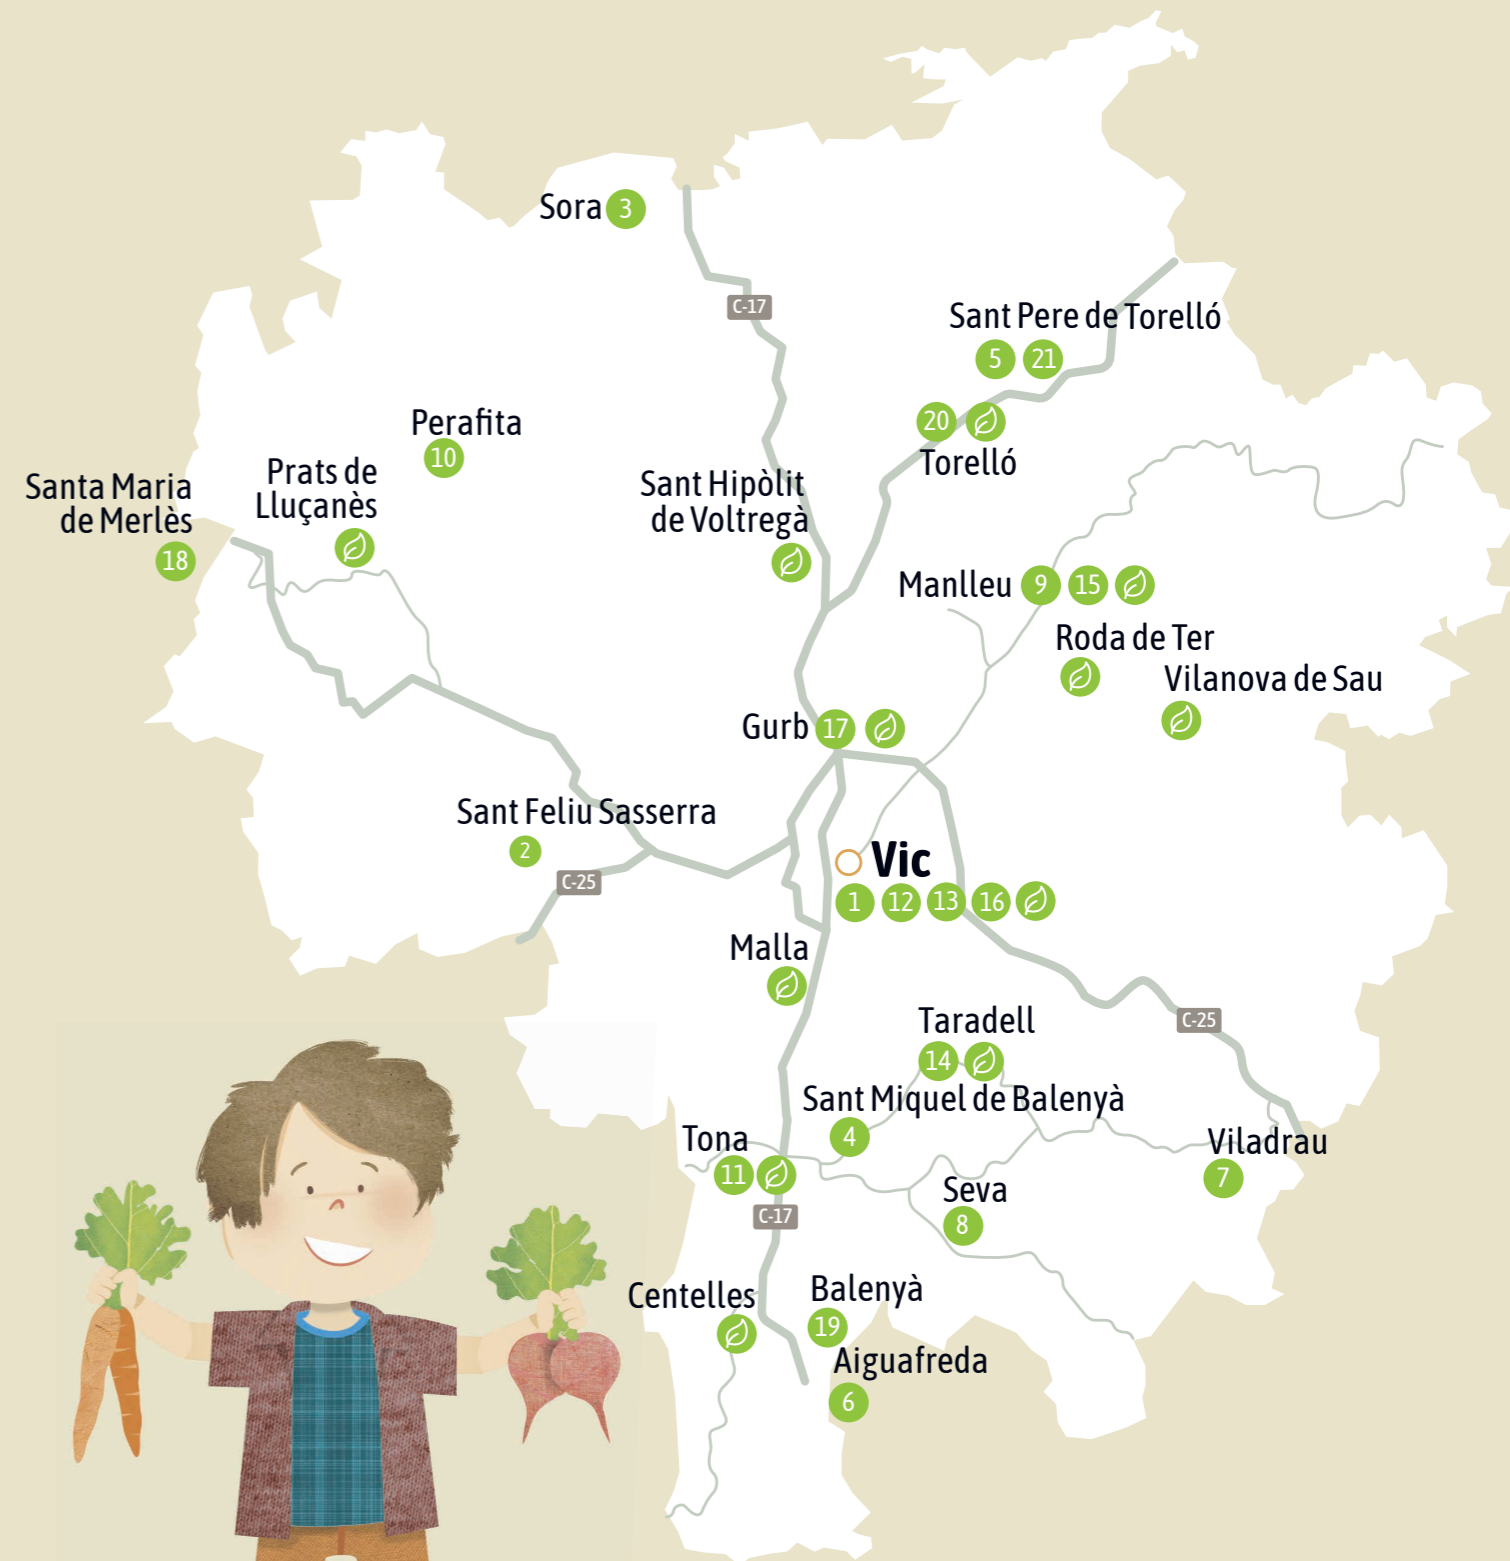 Sora 3
C-17
Sant Pere de Torelló
5 21
20
Torelló
Perafita
10
Santa Maria
de Merlès
18
Prats de
Lluçanès
Sant Hipòlit
de Voltregà
Manlleu 9 15
Roda de Ter
Vilanova de Sau
Gurb 17
Sant Feliu Sasserra
2
C-25
Vic
1 12 13 16
Malla
C-25
Taradell
14
Sant Miquel de Balenyà
4
Tona
11
C-17
Viladrau
7
Seva
8
Centelles
Balenyà
19
Aiguafreda
6